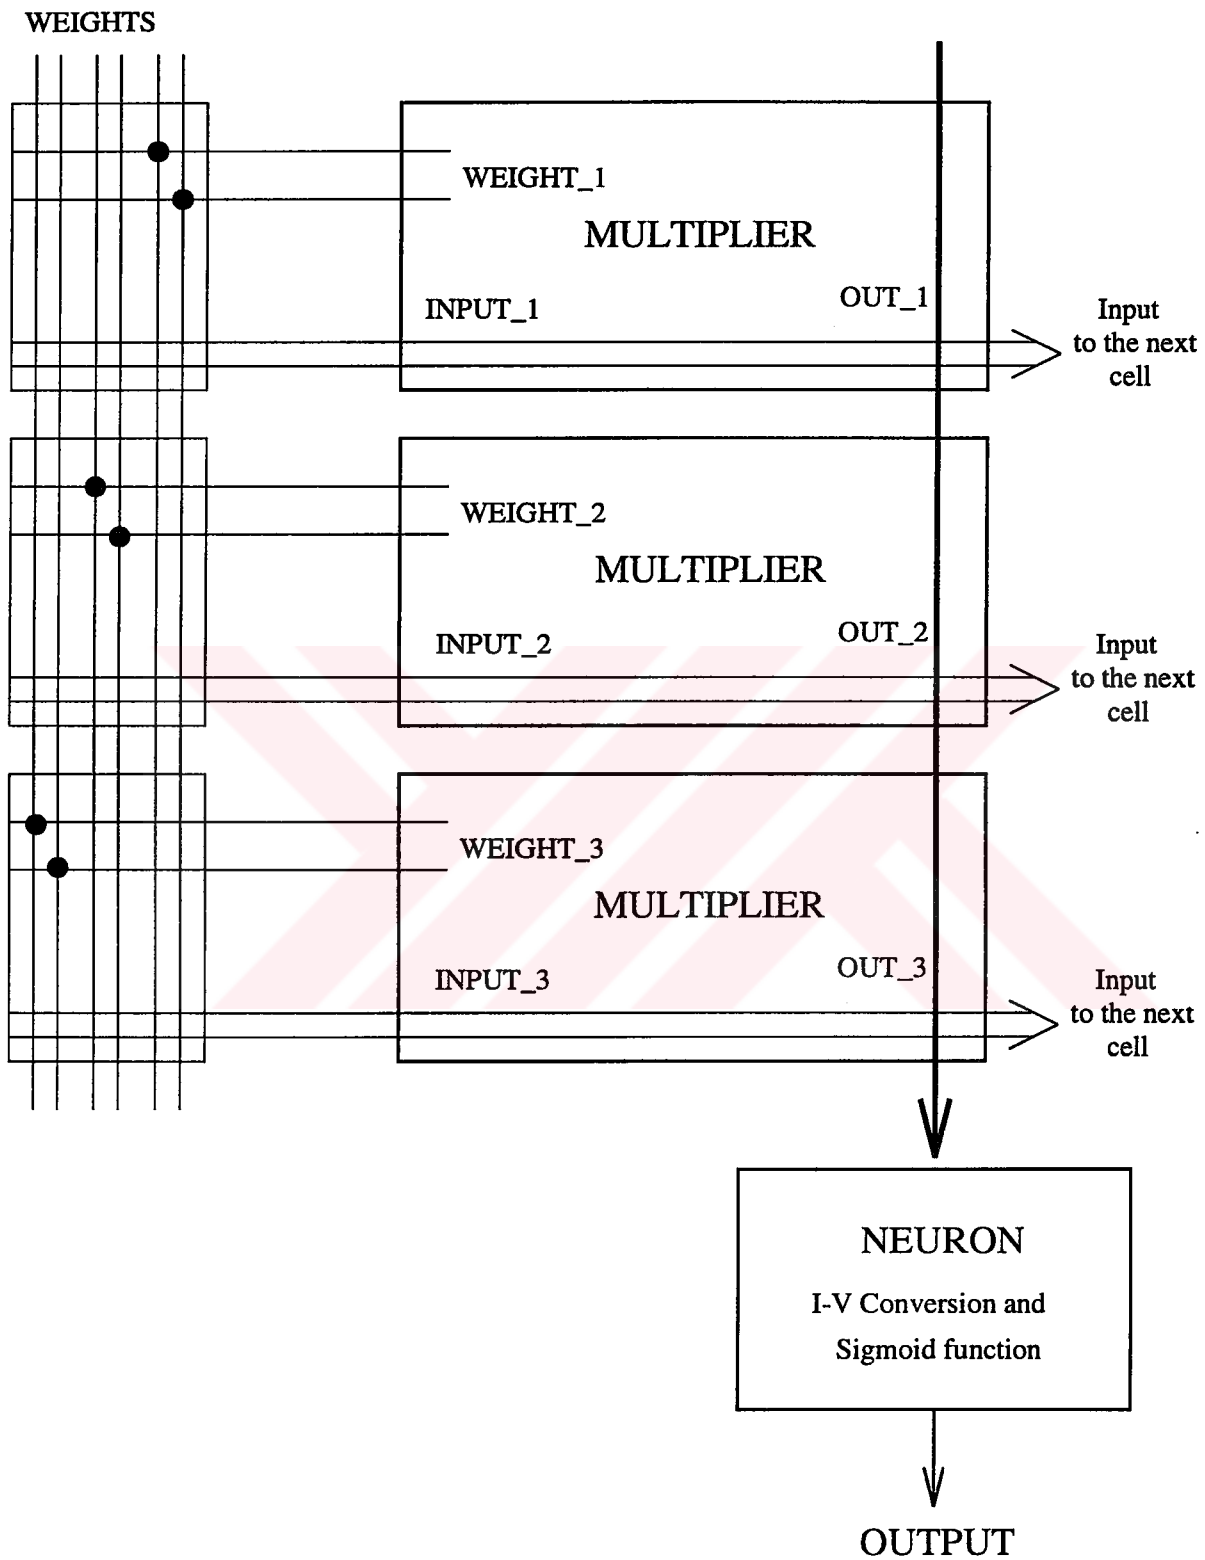 WEIGHTS
WEIGHT_1
MULTIPLIER
INPUT_1
OUT_1
Input
to the next
cell
WEIGHT_2
MULTIPLIER
INPUT_2
OUT_2
Input
to the next
cell
WEIGHT_3
MULTIPLIER
INPUT_3
OUT_3
Input
to the next
cell
NEURON
I-V Conversion and
Sigmoid function
OUTPUT